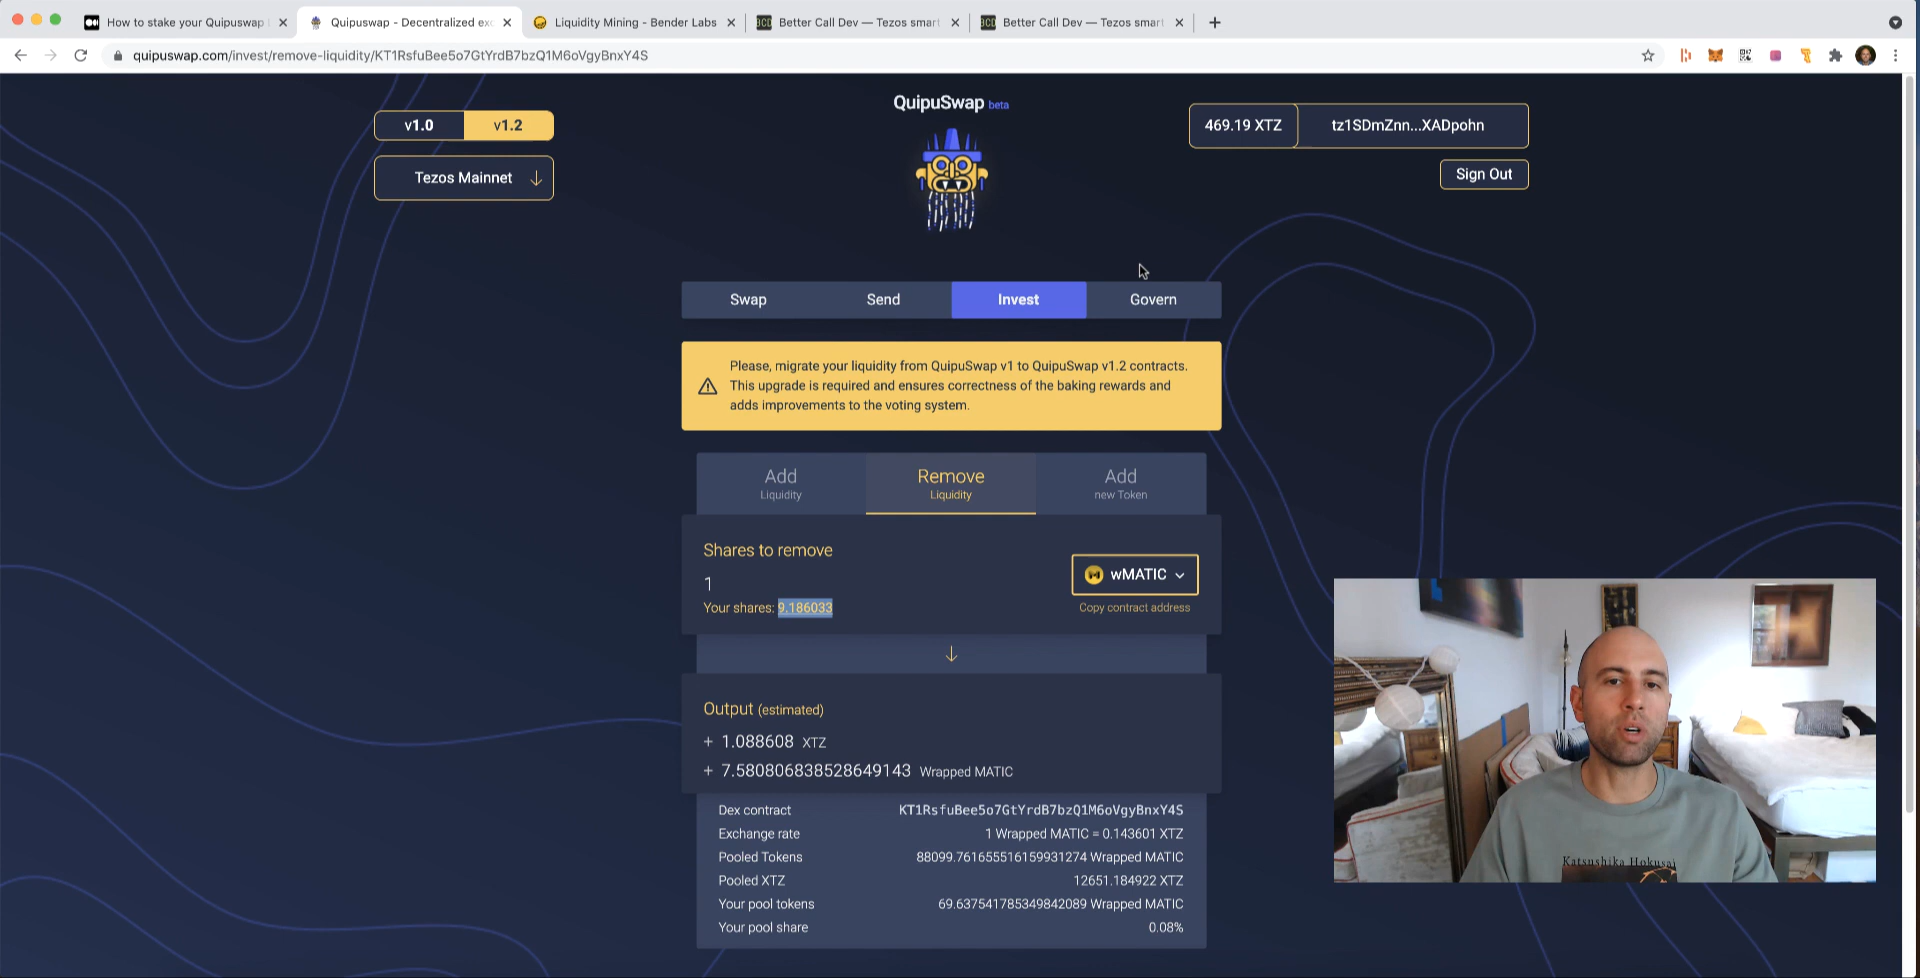 How to stake your Quipuswap
Quipuswap - Decentralized exc
Liquidity Mining - Bender Labs
Better Call Dev — Tezos smart
Better Call Dev — Tezos smart
quipuswap.com/invest/remove-liquidity/KT1RsfuBee5o7GtYrdB7bzQ1M6oVgyBnxY4S
v1.0
v1.2
Tezos Mainnet
QuipuSwap beta
469.19 XTZ
tz1SDmZnn...XADpohn
Sign Out
Swap
Send
Invest
Govern
Please, migrate your liquidity from QuipuSwap v1 to QuipuSwap v1.2 contracts.
This upgrade is required and ensures correctness of the baking rewards and
adds improvements to the voting system.
Add
Liquidity
Remove
Liquidity
Add
new Token
Shares to remove
1
Your shares: 9.186033
wMATIC
Copy contract address
Output (estimated)
+ 1.088608 XTZ
+ 7.580806838528649143 Wrapped MATIC
Dex contract KT1RsfuBee5o7GtYrdB7bzQ1M6oVgyBnxY4S
Exchange rate 1 Wrapped MATIC = 0.143601 XTZ
Pooled Tokens 88099.761655516159931274 Wrapped MATIC
Pooled XTZ 12651.184922 XTZ
Your pool tokens 69.637541785349842089 Wrapped MATIC
Your pool share 0.08%
Katsushika Hokusai